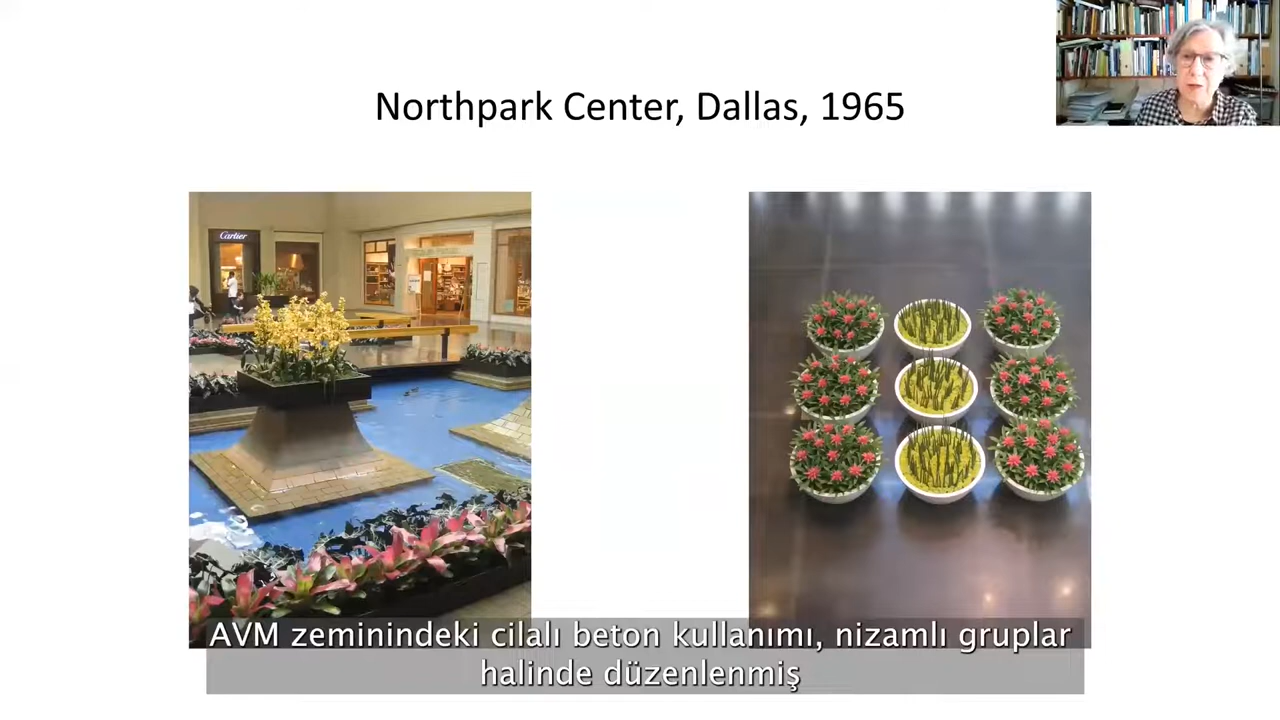 Northpark Center, Dallas, 1965
Cartier
AVM zeminindeki cilalı beton kullanımı, nizamlı gruplar
halinde düzenlenmiş